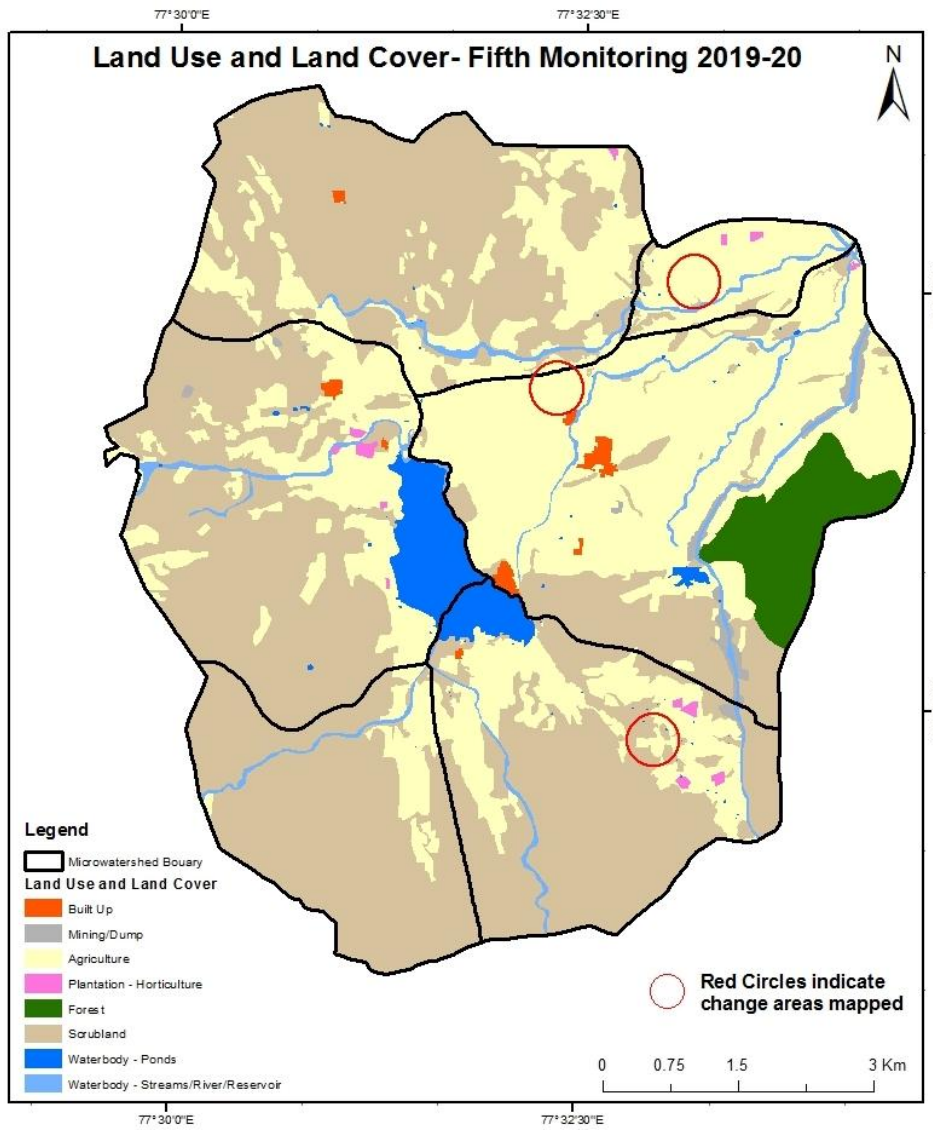 77° 30'0"E 77° 32'30"E
Land Use and Land Cover- Fifth Monitoring 2019-20
N
Legend
Microwatershed Bouary
Land Use and Land Cover
Built Up
Mining/Dump
Agriculture
Plantation - Horticulture
Forest
Scrubland
Waterbody - Ponds
Waterbody - Streams/River/Reservoir
Red Circles indicate
change areas mapped
0 0.75 1.5 3 Km
77° 30'0"E 77° 32'30"E